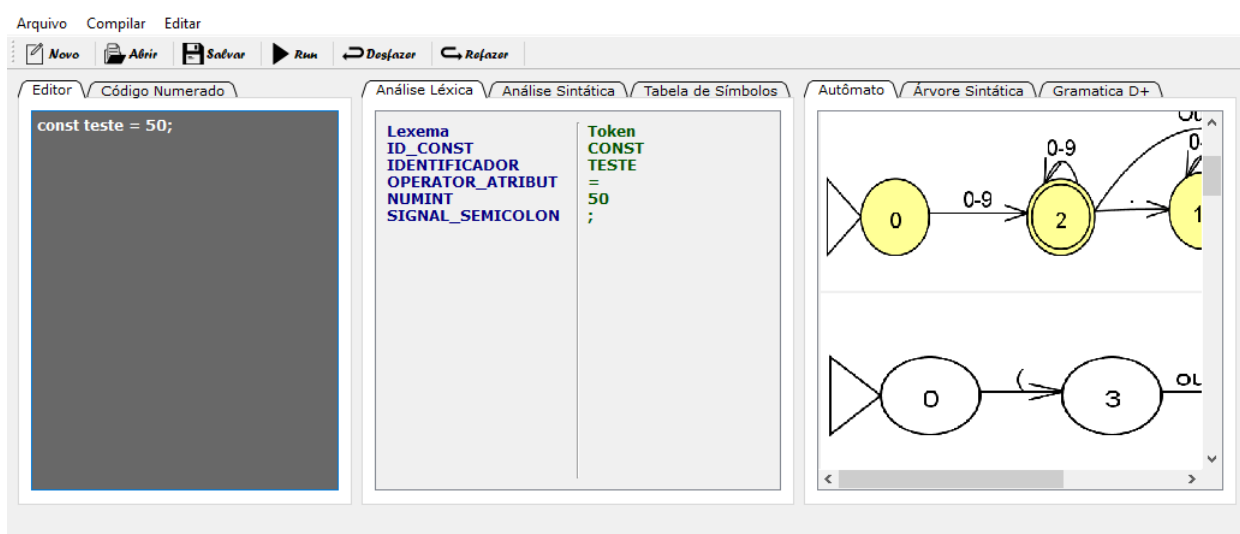 Arquivo Compilar Editar
Novo Abrir Salvar Run Desfazer Refazer
Editor Código Numerado
const teste = 50;
Análise Léxica Análise Sintática Tabela de Símbolos
Lexema Token
ID_CONST CONST
IDENTIFICADOR TESTE
OPERATOR_ATRIBUT =
NUMINT 50
SIGNAL_SEMICOLON ;
Autômato Árvore Sintática Gramatica D+
0-9
0-9 .
0 2 1
( OU
0 3